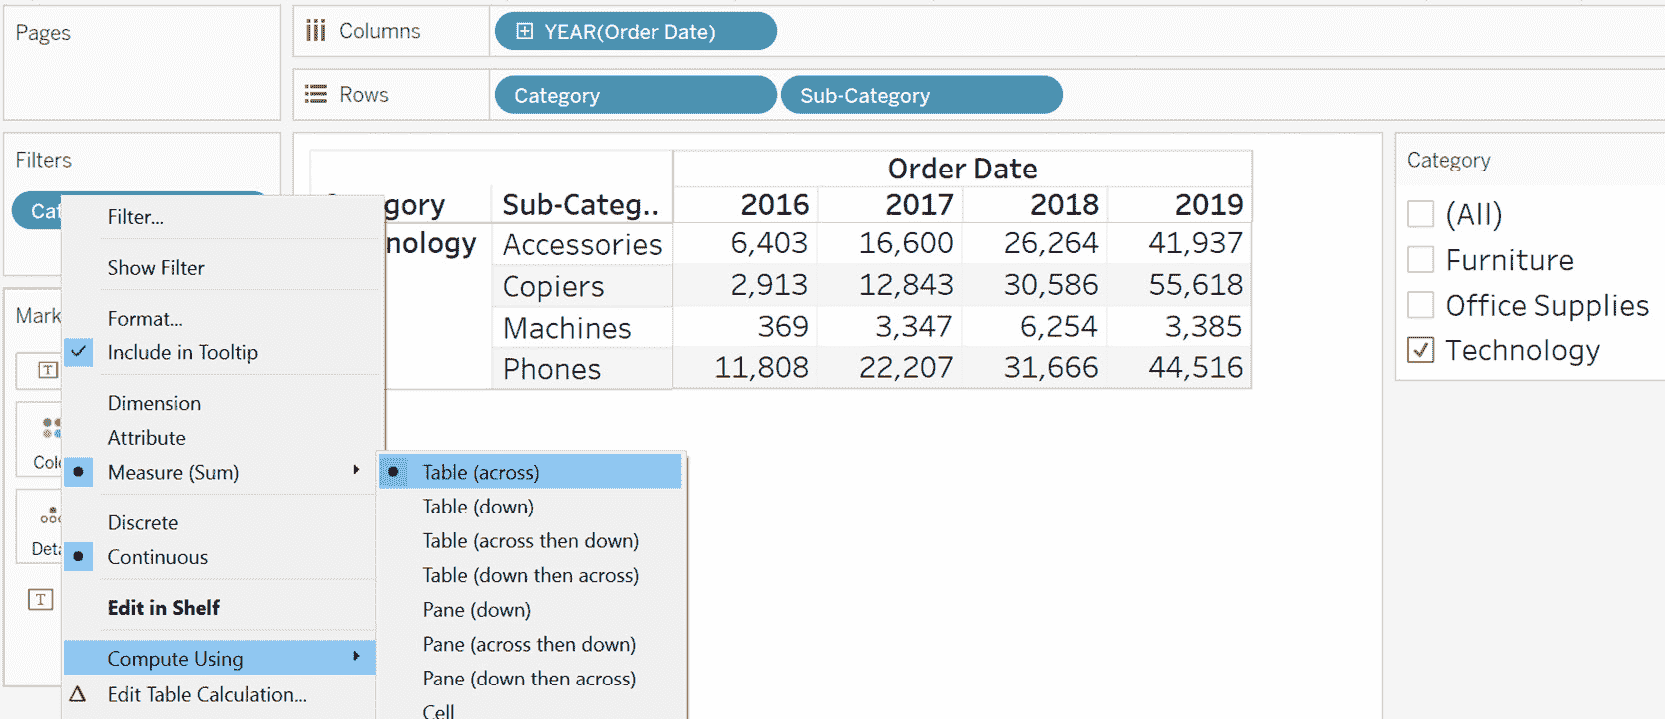 Pages
Columns
YEAR(Order Date)
Rows
Category
Sub-Category
Filters
Cat
Filter...
Show Filter
Format...
Include in Tooltip
Dimension
Attribute
Measure (Sum)
Discrete
Continuous
Edit in Shelf
Compute Using
Edit Table Calculation...
Mark
Col
Deta
T
T
Table (across)
Table (down)
Table (across then down)
Table (down then across)
Pane (down)
Pane (across then down)
Pane (down then across)
Cell
Order Date
gory Sub-Categ.. 2016 2017 2018 2019
nology Accessories 6,403 16,600 26,264 41,937
Copiers 2,913 12,843 30,586 55,618
Machines 369 3,347 6,254 3,385
Phones 11,808 22,207 31,666 44,516
Category
(All)
Furniture
Office Supplies
Technology